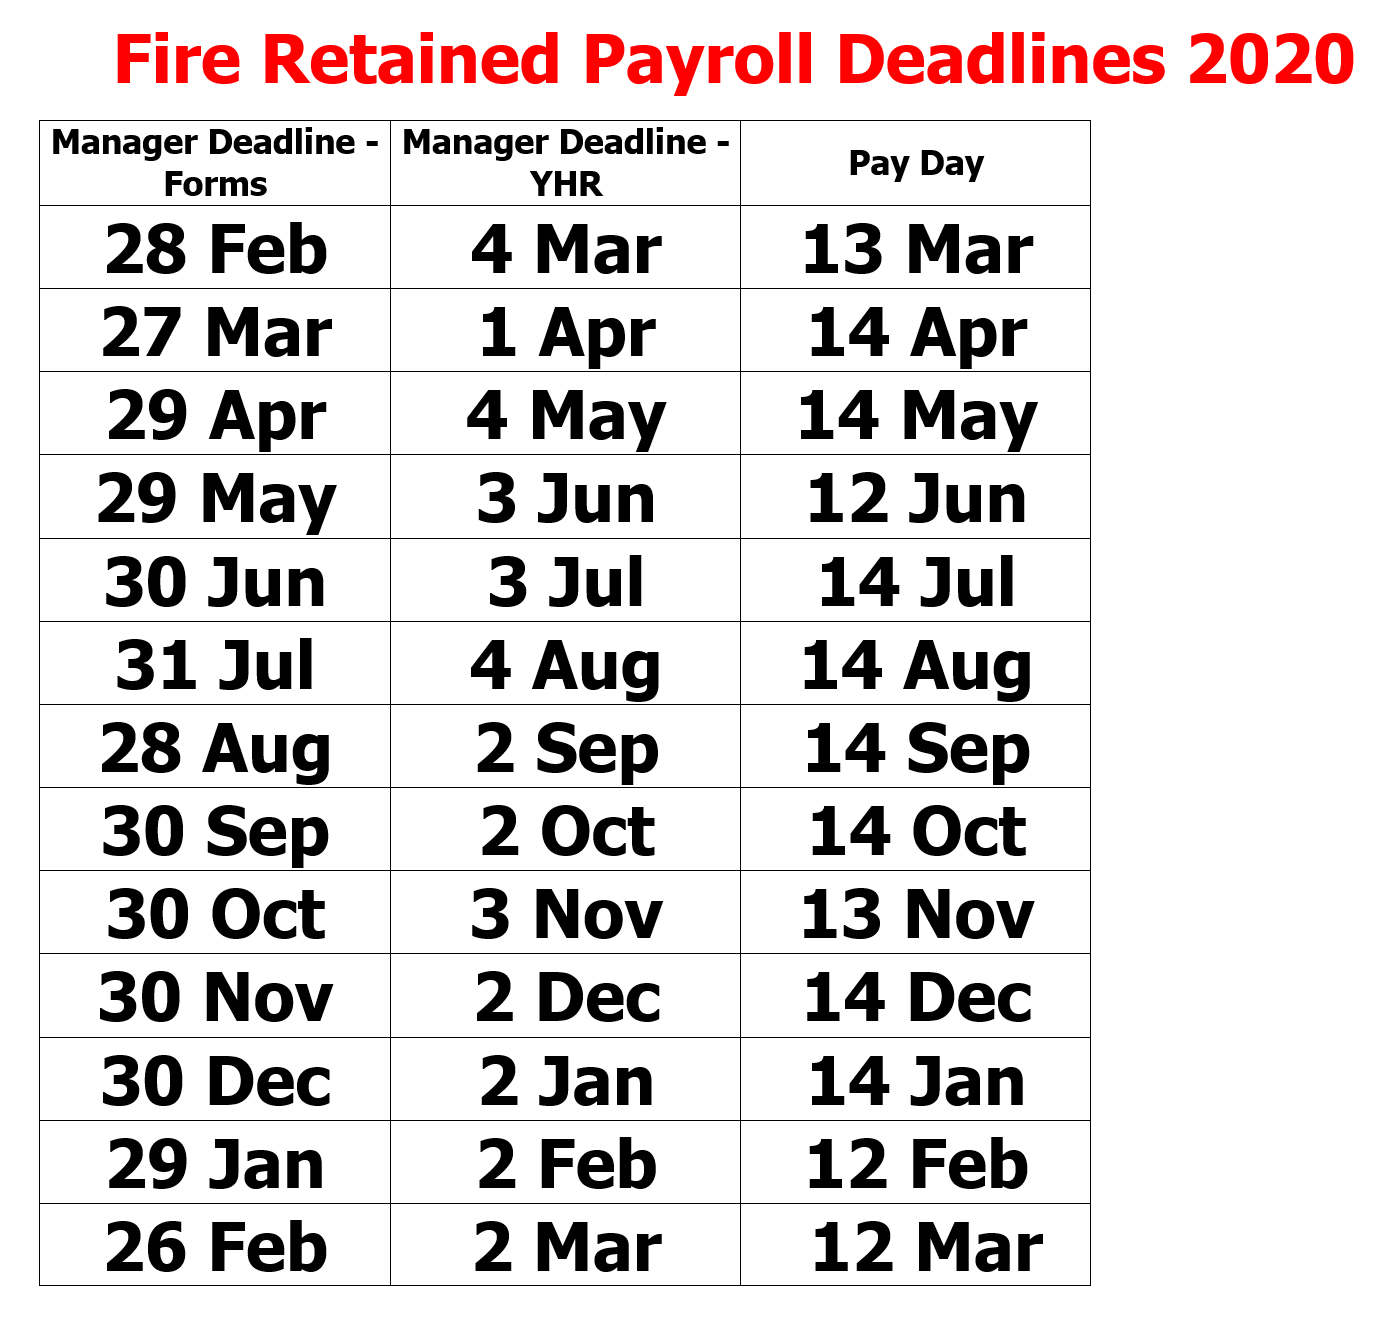 Fire Retained Payroll Deadlines 2020
Manager Deadline - Forms Manager Deadline - YHR Pay Day
28 Feb 4 Mar 13 Mar
27 Mar 1 Apr 14 Apr
29 Apr 4 May 14 May
29 May 3 Jun 12 Jun
30 Jun 3 Jul 14 Jul
31 Jul 4 Aug 14 Aug
28 Aug 2 Sep 14 Sep
30 Sep 2 Oct 14 Oct
30 Oct 3 Nov 13 Nov
30 Nov 2 Dec 14 Dec
30 Dec 2 Jan 14 Jan
29 Jan 2 Feb 12 Feb
26 Feb 2 Mar 12 Mar